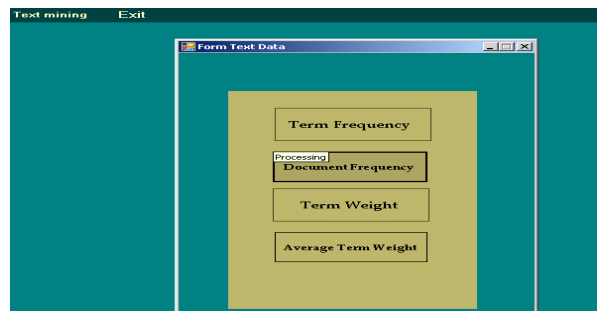 Text mining Exit
Form Text Data
Term Frequency
Processing
Document Frequency
Term Weight
Average Term Weight